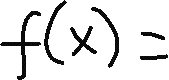 f(x) =